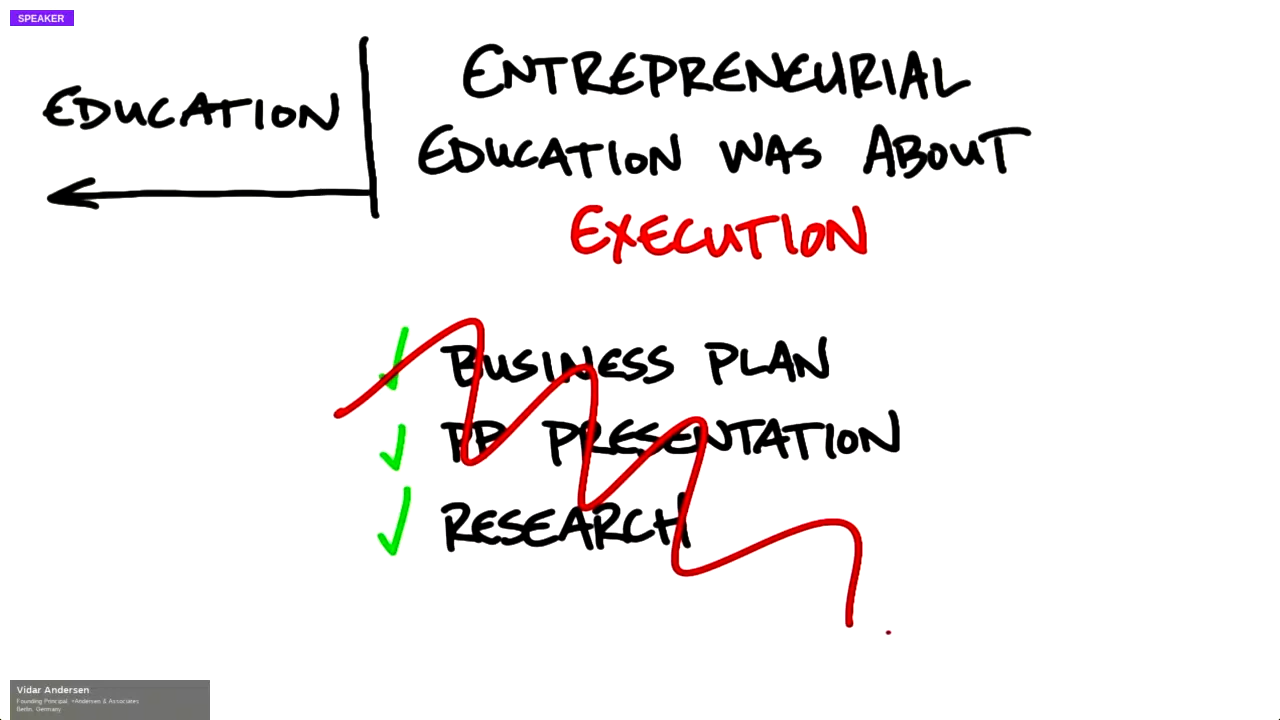 SPEAKER
EDUCATION
ENTREPRENEURIAL
EDUCATION WAS ABOUT
EXECUTION
BUSINESS PLAN
PP PRESENTATION
RESEARCH
Vidar Andersen
Founding Principal, +Andersen & Associates
Berlin, Germany